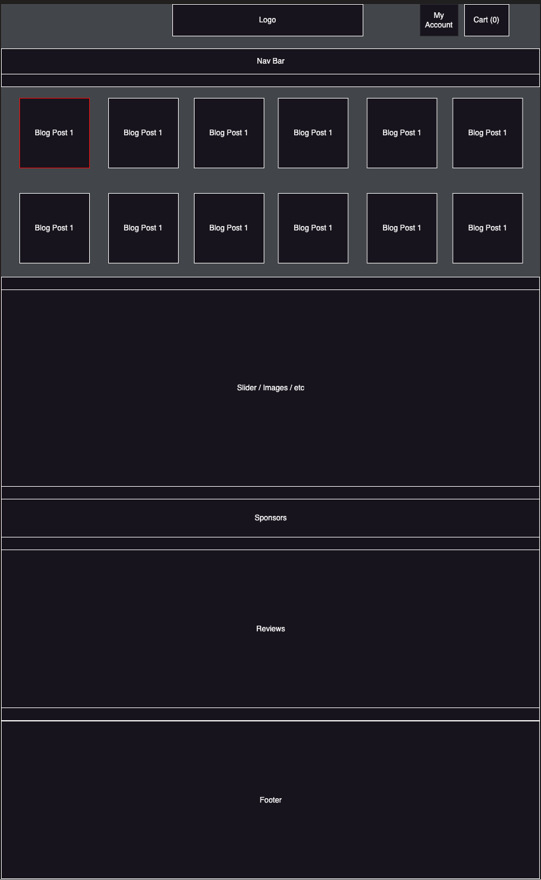 Logo
My
Account
Cart (0)
Nav Bar
Blog Post 1
Blog Post 1
Blog Post 1
Blog Post 1
Blog Post 1
Blog Post 1
Blog Post 1
Blog Post 1
Blog Post 1
Blog Post 1
Blog Post 1
Blog Post 1
Slider / Images / etc
Sponsors
Reviews
Footer